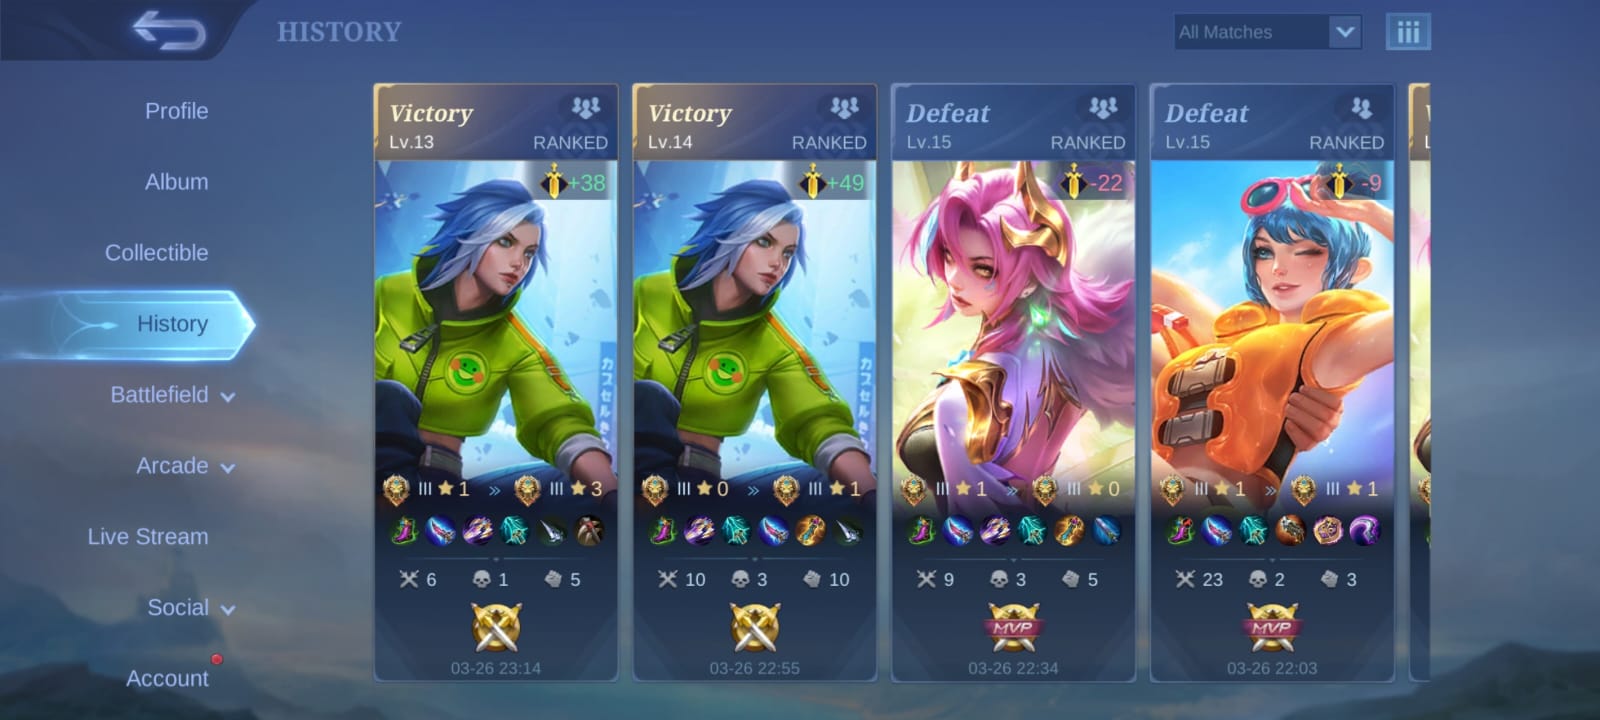 HISTORY
All Matches
Profile
Album
Collectible
History
Battlefield
Arcade
Live Stream
Social
Account
Victory
Lv.13
RANKED
+38
III 1 » III 3
6 1 5
03-26 23:14
Victory
Lv.14
RANKED
+49
III 0 » III 1
10 3 10
03-26 22:55
Defeat
Lv.15
RANKED
-22
III 1 » III 0
9 3 5
MVP
03-26 22:34
Defeat
Lv.15
RANKED
-9
III 1 » III 1
23 2 3
MVP
03-26 22:03